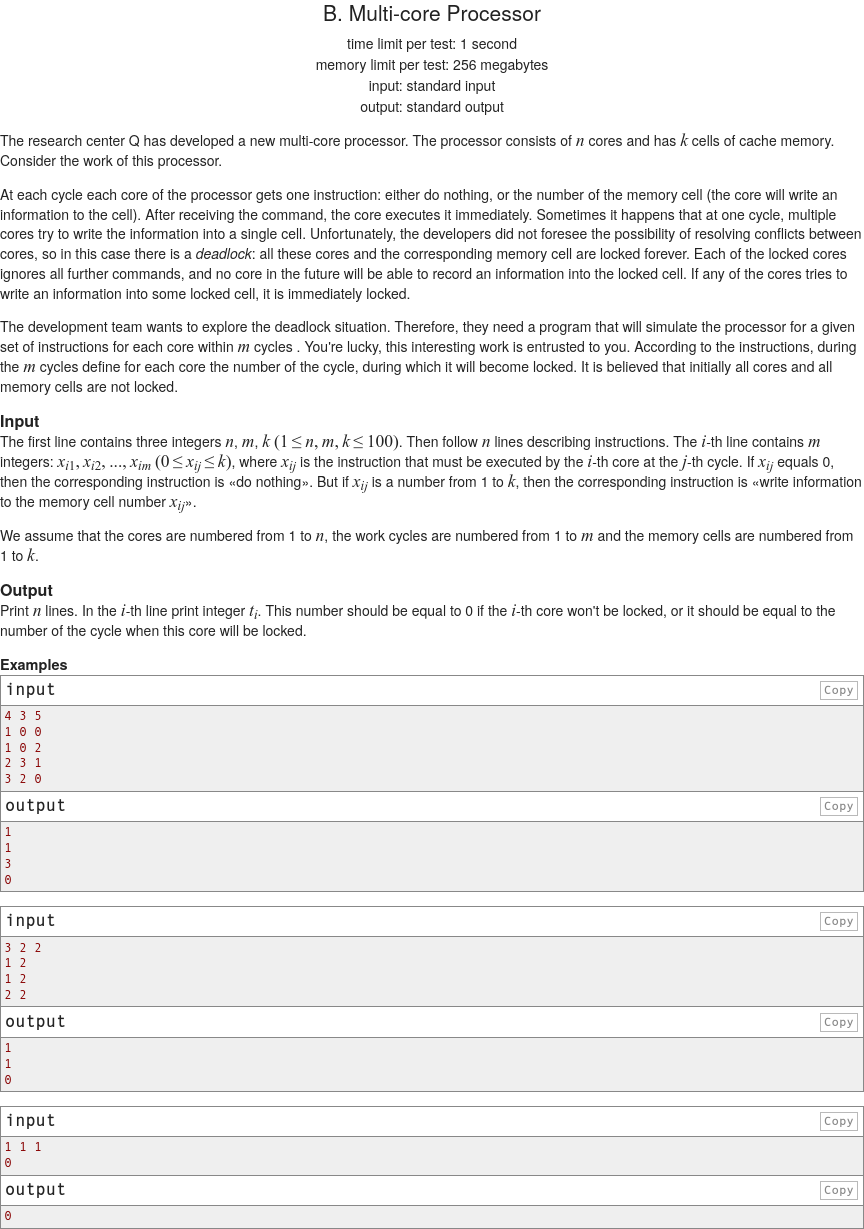 B. Multi-core Processor
time limit per test: 1 second
memory limit per test: 256 megabytes
input: standard input
output: standard output
The research center Q has developed a new multi-core processor. The processor consists of n cores and has k cells of cache memory.
Consider the work of this processor.
At each cycle each core of the processor gets one instruction: either do nothing, or the number of the memory cell (the core will write an
information to the cell). After receiving the command, the core executes it immediately. Sometimes it happens that at one cycle, multiple
cores try to write the information into a single cell. Unfortunately, the developers did not foresee the possibility of resolving conflicts between
cores, so in this case there is a deadlock: all these cores and the corresponding memory cell are locked forever. Each of the locked cores
ignores all further commands, and no core in the future will be able to record an information into the locked cell. If any of the cores tries to
write an information into some locked cell, it is immediately locked.
The development team wants to explore the deadlock situation. Therefore, they need a program that will simulate the processor for a given
set of instructions for each core within m cycles . You're lucky, this interesting work is entrusted to you. According to the instructions, during
the m cycles define for each core the number of the cycle, during which it will become locked. It is believed that initially all cores and all
memory cells are not locked.
Input
The first line contains three integers n, m, k (1 ≤ n, m, k ≤ 100). Then follow n lines describing instructions. The i-th line contains m
integers: xi1, xi2, ..., xim (0 ≤ xij ≤ k), where xij is the instruction that must be executed by the i-th core at the j-th cycle. If xij equals 0,
then the corresponding instruction is «do nothing». But if xij is a number from 1 to k, then the corresponding instruction is «write information
to the memory cell number xij».
We assume that the cores are numbered from 1 to n, the work cycles are numbered from 1 to m and the memory cells are numbered from
1 to k.
Output
Print n lines. In the i-th line print integer ti. This number should be equal to 0 if the i-th core won't be locked, or it should be equal to the
number of the cycle when this core will be locked.
Examples
input Copy
4 3 5
1 0 0
1 0 2
2 3 1
3 2 0
output Copy
1
1
3
0
input Copy
3 2 2
1 2
1 2
2 2
output Copy
1
1
0
input Copy
1 1 1
0
output Copy
0